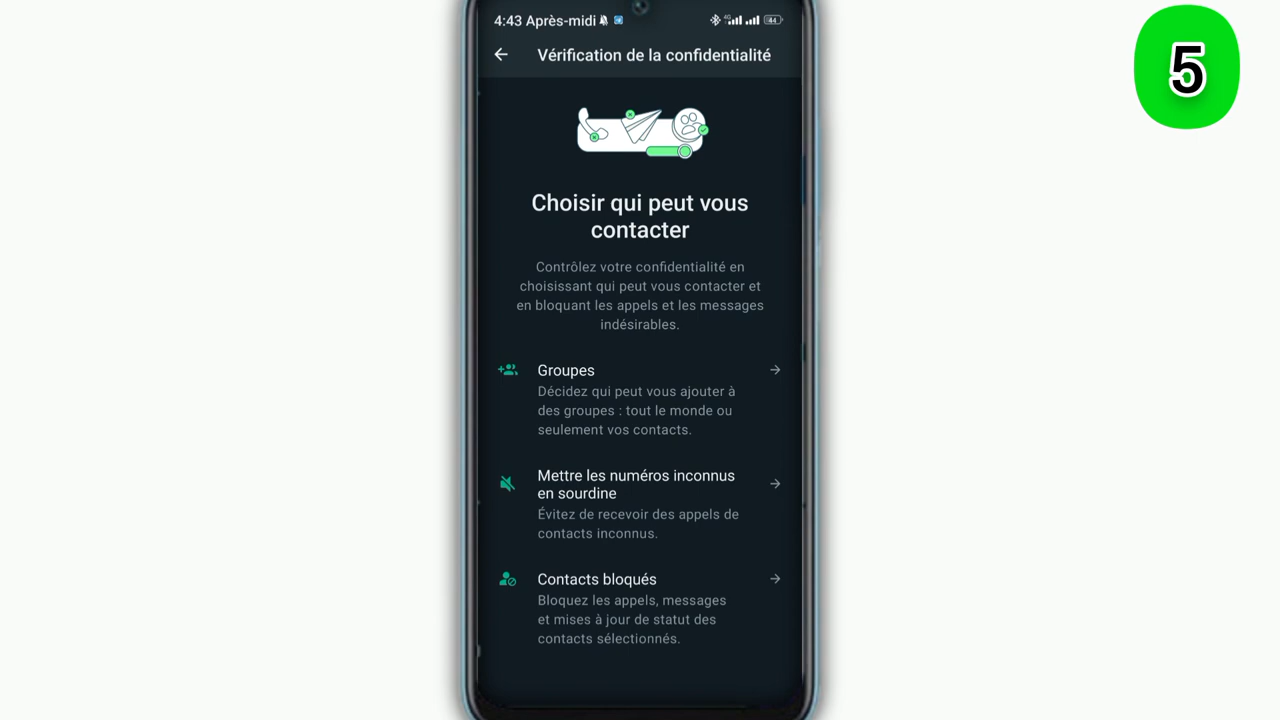 4:43 Après-midi
4G
44
5
Vérification de la confidentialité
Choisir qui peut vous
contacter
Contrôlez votre confidentialité en
choisissant qui peut vous contacter et
en bloquant les appels et les messages
indésirables.
Groupes
Décidez qui peut vous ajouter à
des groupes : tout le monde ou
seulement vos contacts.
Mettre les numéros inconnus
en sourdine
Évitez de recevoir des appels de
contacts inconnus.
Contacts bloqués
Bloquez les appels, messages
et mises à jour de statut des
contacts sélectionnés.